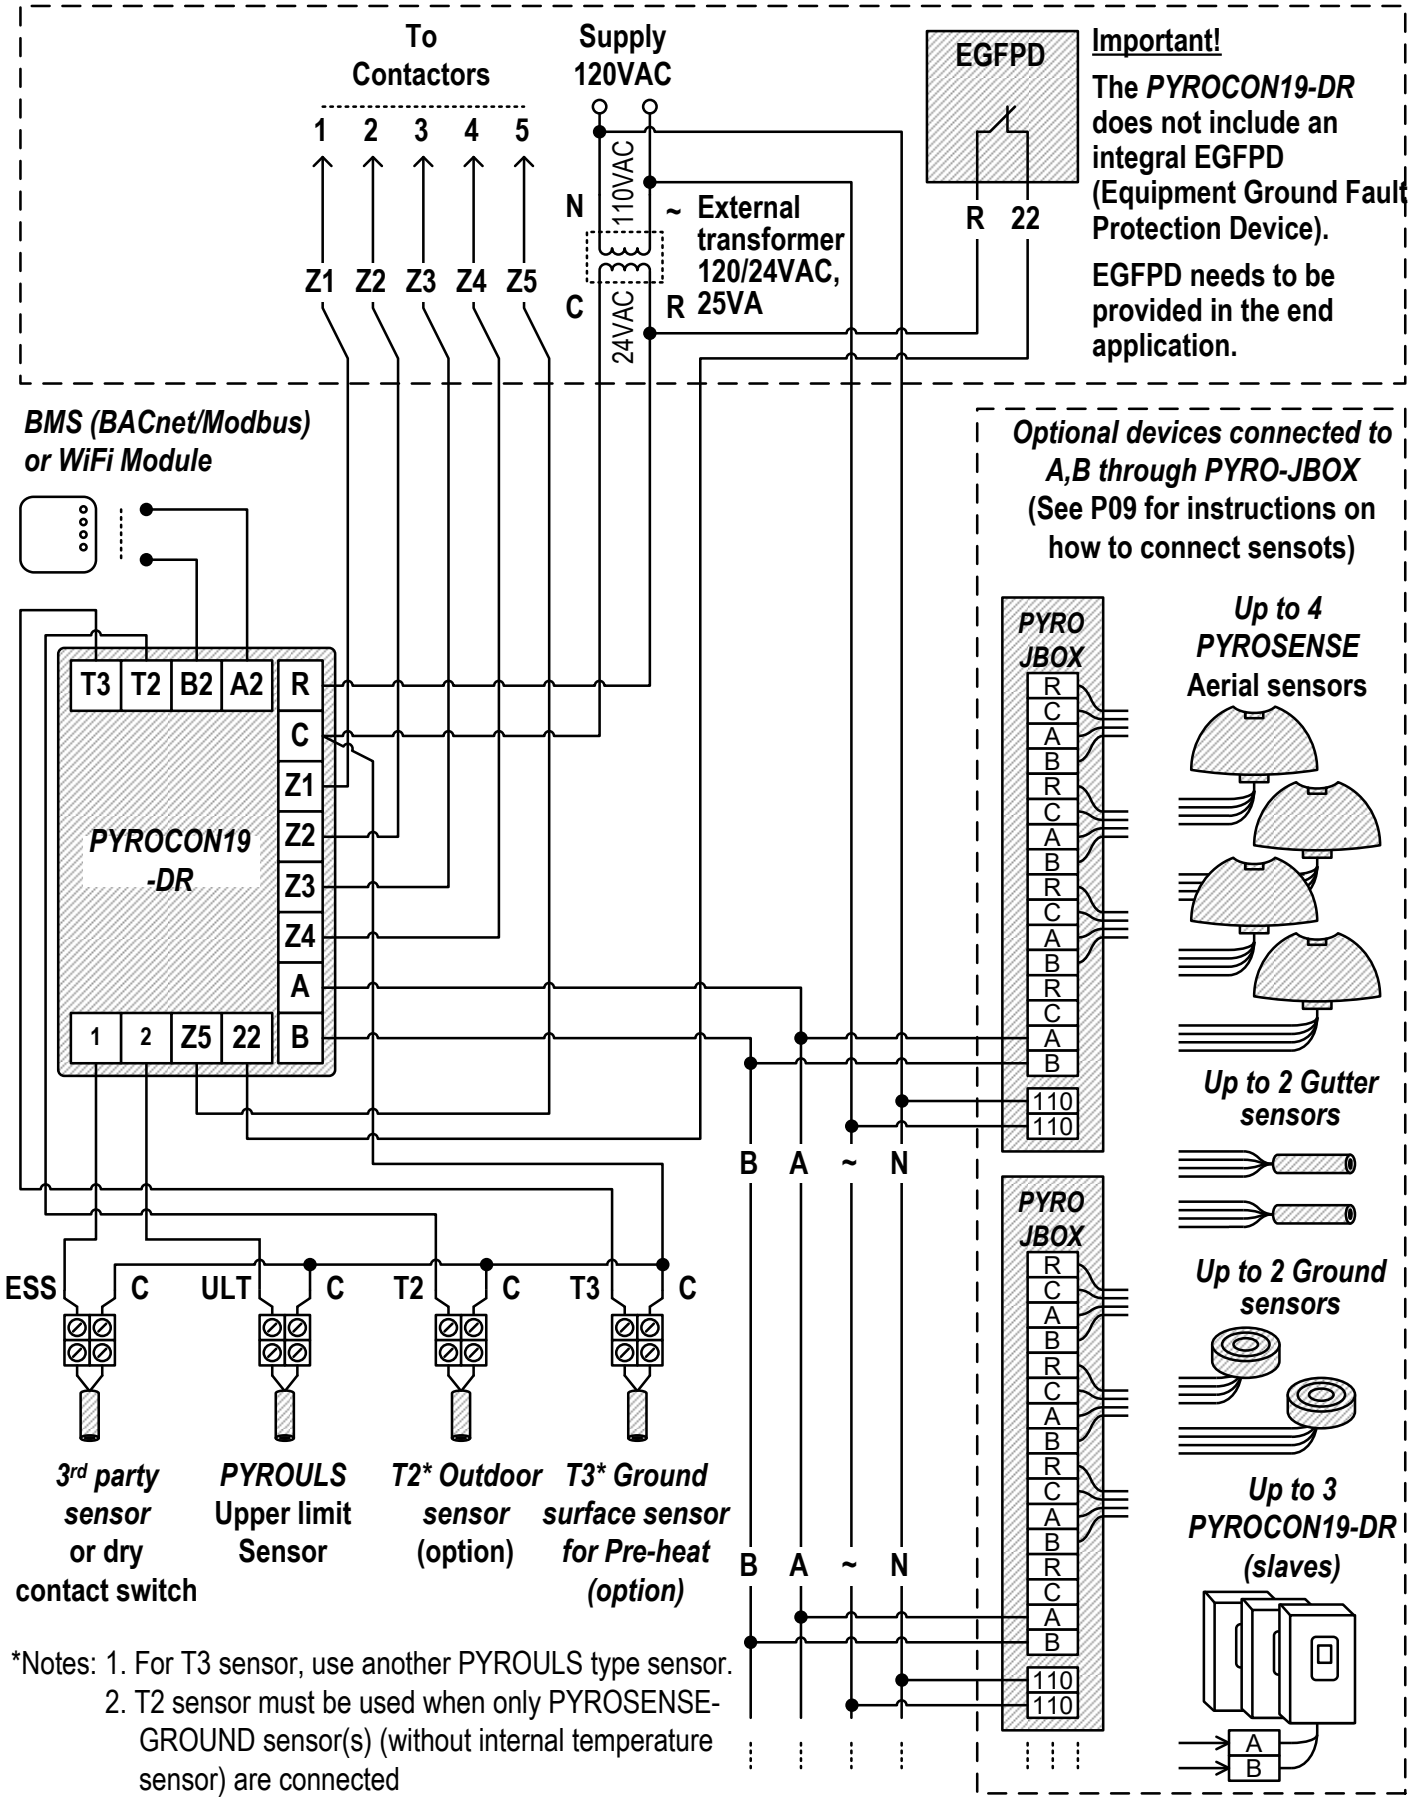 To
Contactors
1 2 3 4 5
Z1 Z2 Z3 Z4 Z5
Supply
120VAC
110VAC
N ~
External
transformer
120/24VAC,
25VA
C R
24VAC
EGFPD
R 22
Important!
The PYROCON19-DR
does not include an
integral EGFPD
(Equipment Ground Fault
Protection Device).
EGFPD needs to be
provided in the end
application.
BMS (BACnet/Modbus)
or WiFi Module
T3 T2 B2 A2 R
C
Z1
Z2
Z3
Z4
A
B
PYROCON19
-DR
1 2 Z5 22
Optional devices connected to
A,B through PYRO-JBOX
(See P09 for instructions on
how to connect sensots)
PYRO
JBOX
R
C
A
B
R
C
A
B
R
C
A
B
R
C
A
B
110
110
Up to 4
PYROSENSE
Aerial sensors
Up to 2 Gutter
sensors
B A ~ N
PYRO
JBOX
R
C
A
B
R
C
A
B
R
C
A
B
R
C
A
B
110
110
Up to 2 Ground
sensors
Up to 3
PYROCON19-DR
(slaves)
A
B
ESS C ULT C T2 C T3 C
3rd party
sensor
or dry
contact switch
PYROULS
Upper limit
Sensor
T2* Outdoor
sensor
(option)
T3* Ground
surface sensor
for Pre-heat
(option)
B A ~ N
*Notes: 1. For T3 sensor, use another PYROULS type sensor.
2. T2 sensor must be used when only PYROSENSE-
GROUND sensor(s) (without internal temperature
sensor) are connected